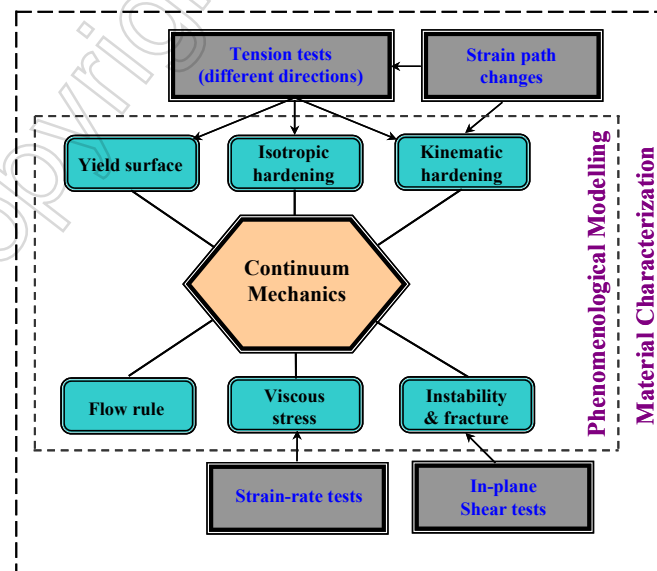 Tension tests
(different directions)
Strain path
changes
Yield surface
Isotropic
hardening
Kinematic
hardening
Continuum
Mechanics
Flow rule
Viscous
stress
Instability
& fracture
Strain-rate tests
In-plane
Shear tests
Phenomenological Modelling
Material Characterization
opyrig